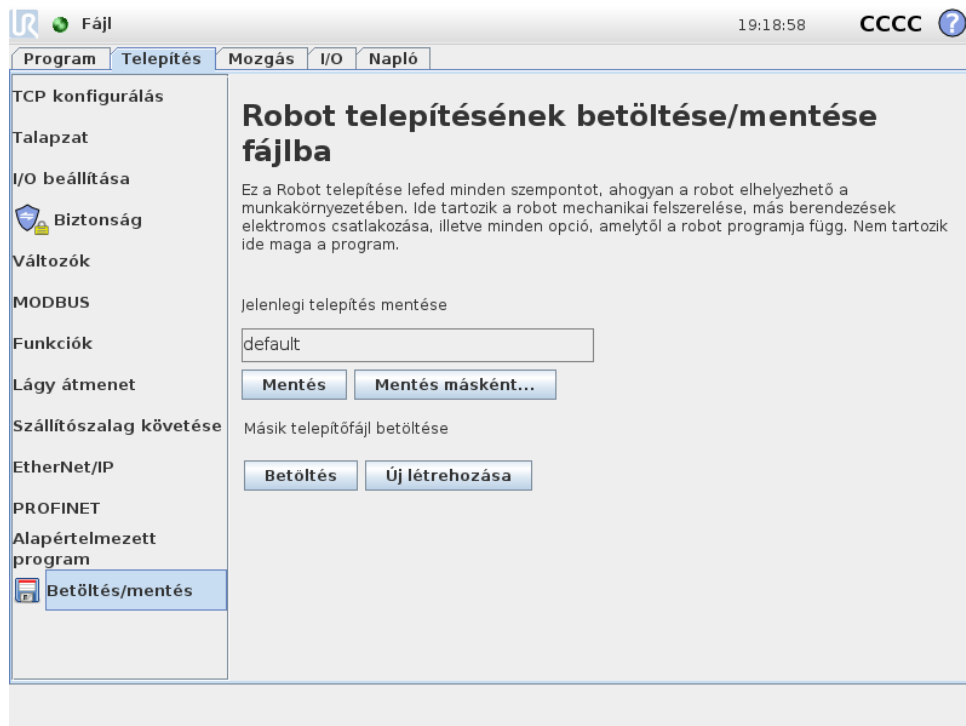 UR Fájl 19:18:58 CCCC ?
Program Telepítés Mozgás I/O Napló
TCP konfigurálás
Talapzat
I/O beállítása
Biztonság
Változók
MODBUS
Funkciók
Lágy átmenet
Szállítószalag követése
EtherNet/IP
PROFINET
Alapértelmezett
program
Betöltés/mentés
Robot telepítésének betöltése/mentése
fájlba
Ez a Robot telepítése lefed minden szempontot, ahogyan a robot elhelyezhető a
munkakörnyezetében. Ide tartozik a robot mechanikai felszerelése, más berendezések
elektromos csatlakozása, illetve minden opció, amelytől a robot programja függ. Nem tartozik
ide maga a program.
Jelenlegi telepítés mentése
default
Mentés Mentés másként...
Másik telepítőfájl betöltése
Betöltés Új létrehozása